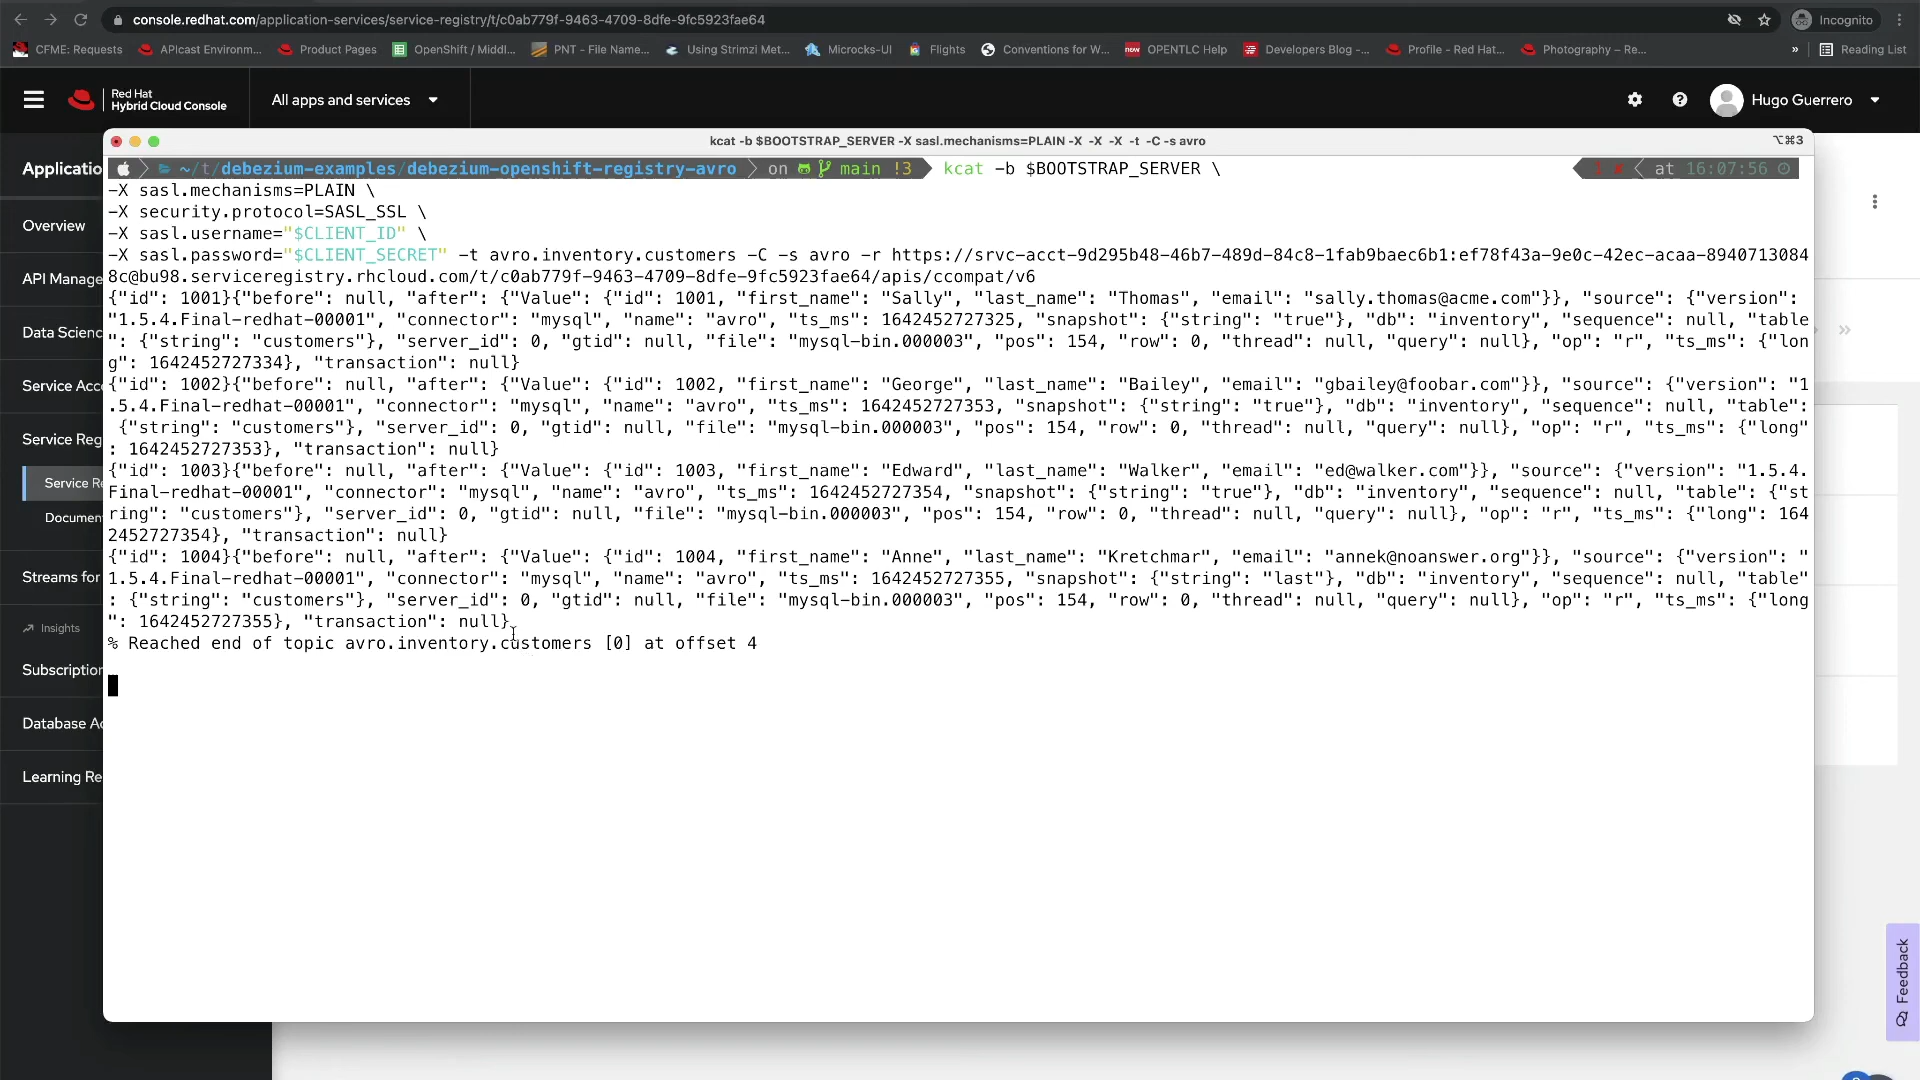 console.redhat.com/application-services/service-registry/t/c0ab779f-9463-4709-8dfe-9fc5923fae64
Incognito
CFME: Requests
APIcast Environm...
Product Pages
OpenShift / Middl...
PNT - File Name...
Using Strimzi Met...
Microcks-UI
Flights
Conventions for W...
OPENTLC Help
Developers Blog -...
Profile - Red Hat...
Photography – Re...
»
Reading List
Red Hat
Hybrid Cloud Console
All apps and services
Hugo Guerrero
kcat -b $BOOTSTRAP_SERVER -X sasl.mechanisms=PLAIN -X -X -X -t -C -s avro
⌥⌘3
~/t/debezium-examples/debezium-openshift-registry-avro on main !3 kcat -b $BOOTSTRAP_SERVER \ at 16:07:56
-X sasl.mechanisms=PLAIN \
-X security.protocol=SASL_SSL \
-X sasl.username="$CLIENT_ID" \
-X sasl.password="$CLIENT_SECRET" -t avro.inventory.customers -C -s avro -r https://srvc-acct-9d295b48-46b7-489d-84c8-1fab9baec6b1:ef78f43a-9e0c-42ec-acaa-8940713084
8c@bu98.serviceregistry.rhcloud.com/t/c0ab779f-9463-4709-8dfe-9fc5923fae64/apis/ccompat/v6
{"id": 1001}{"before": null, "after": {"Value": {"id": 1001, "first_name": "Sally", "last_name": "Thomas", "email": "sally.thomas@acme.com"}}, "source": {"version":
"1.5.4.Final-redhat-00001", "connector": "mysql", "name": "avro", "ts_ms": 1642452727325, "snapshot": {"string": "true"}, "db": "inventory", "sequence": null, "table
": {"string": "customers"}, "server_id": 0, "gtid": null, "file": "mysql-bin.000003", "pos": 154, "row": 0, "thread": null, "query": null}, "op": "r", "ts_ms": {"lon
g": 1642452727334}, "transaction": null}
{"id": 1002}{"before": null, "after": {"Value": {"id": 1002, "first_name": "George", "last_name": "Bailey", "email": "gbailey@foobar.com"}}, "source": {"version": "1
.5.4.Final-redhat-00001", "connector": "mysql", "name": "avro", "ts_ms": 1642452727353, "snapshot": {"string": "true"}, "db": "inventory", "sequence": null, "table":
{"string": "customers"}, "server_id": 0, "gtid": null, "file": "mysql-bin.000003", "pos": 154, "row": 0, "thread": null, "query": null}, "op": "r", "ts_ms": {"long"
: 1642452727353}, "transaction": null}
{"id": 1003}{"before": null, "after": {"Value": {"id": 1003, "first_name": "Edward", "last_name": "Walker", "email": "ed@walker.com"}}, "source": {"version": "1.5.4.
Final-redhat-00001", "connector": "mysql", "name": "avro", "ts_ms": 1642452727354, "snapshot": {"string": "true"}, "db": "inventory", "sequence": null, "table": {"st
ring": "customers"}, "server_id": 0, "gtid": null, "file": "mysql-bin.000003", "pos": 154, "row": 0, "thread": null, "query": null}, "op": "r", "ts_ms": {"long": 164
2452727354}, "transaction": null}
{"id": 1004}{"before": null, "after": {"Value": {"id": 1004, "first_name": "Anne", "last_name": "Kretchmar", "email": "annek@noanswer.org"}}, "source": {"version": "
1.5.4.Final-redhat-00001", "connector": "mysql", "name": "avro", "ts_ms": 1642452727355, "snapshot": {"string": "last"}, "db": "inventory", "sequence": null, "table"
: {"string": "customers"}, "server_id": 0, "gtid": null, "file": "mysql-bin.000003", "pos": 154, "row": 0, "thread": null, "query": null}, "op": "r", "ts_ms": {"long
": 1642452727355}, "transaction": null}
% Reached end of topic avro.inventory.customers [0] at offset 4
Applicatio
Overview
API Manage
Data Scienc
Service Acc
Service Reg
Service Re
Documen
Streams for
Insights
Subscription
Database Ac
Learning Re
Feedback